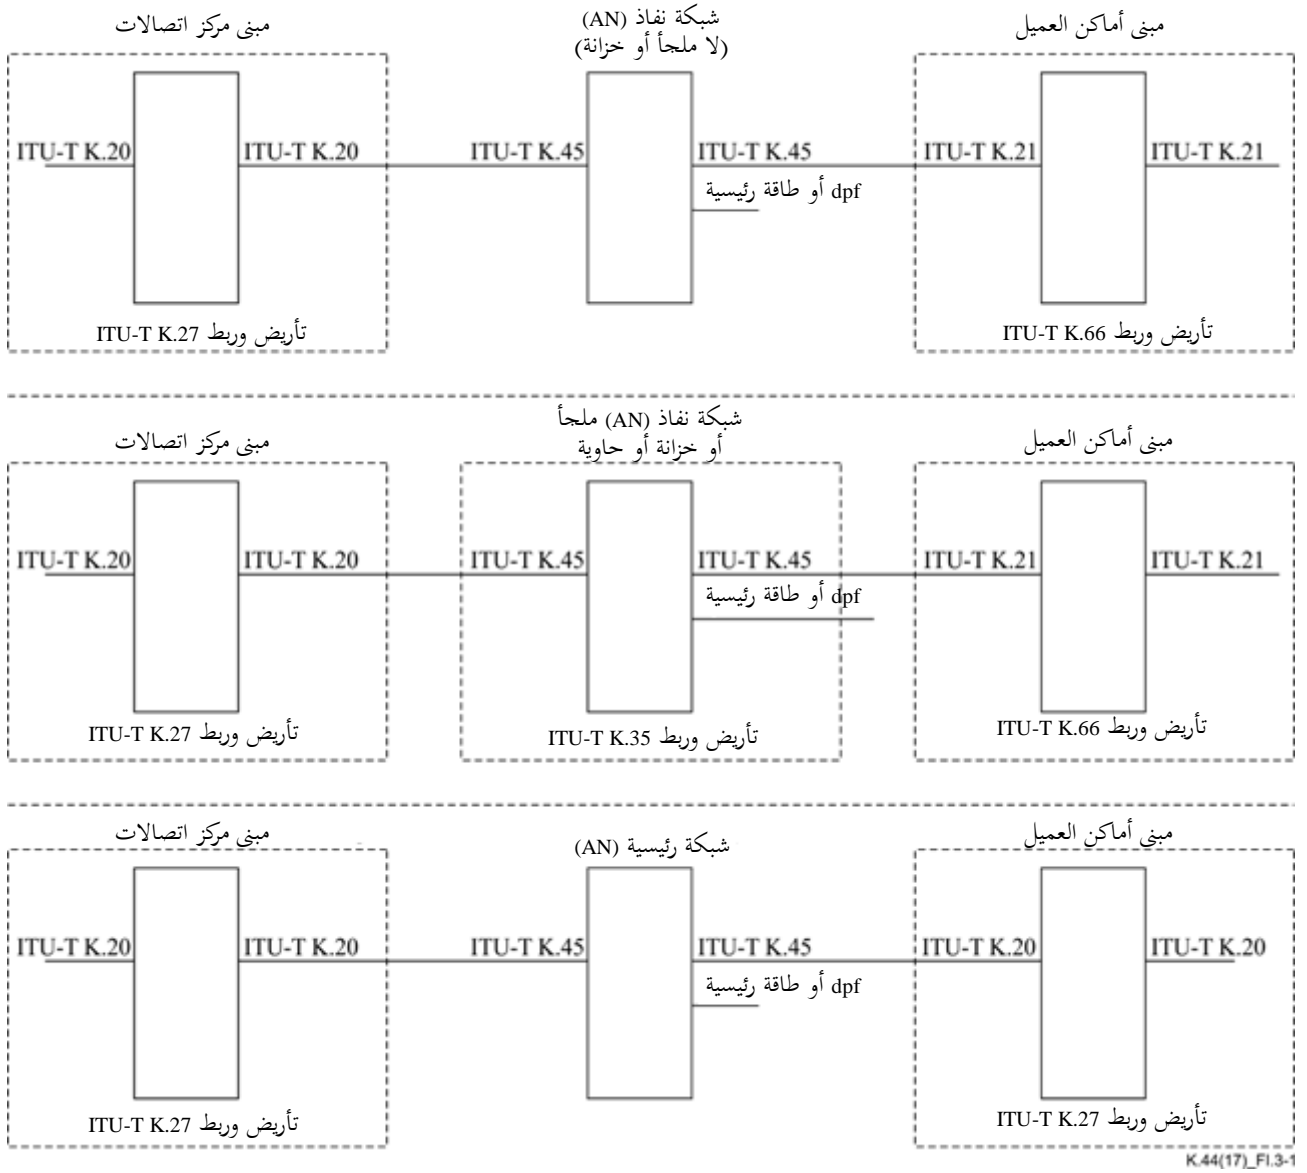 مبنى مركز اتصالات
شبكة نفاذ (AN)
(لا ملجأ أو خزانة)
مبنى أماكن العميل
ITU-T K.20
ITU-T K.20
ITU-T K.45
ITU-T K.45
ITU-T K.21
ITU-T K.21
dpf أو طاقة رئيسية
تأريض وربط ITU-T K.27
تأريض وربط ITU-T K.66
مبنى مركز اتصالات
شبكة نفاذ (AN) ملجأ
أو خزانة أو حاوية
مبنى أماكن العميل
ITU-T K.20
ITU-T K.20
ITU-T K.45
ITU-T K.45
ITU-T K.21
ITU-T K.21
dpf أو طاقة رئيسية
تأريض وربط ITU-T K.27
تأريض وربط ITU-T K.35
تأريض وربط ITU-T K.66
مبنى مركز اتصالات
شبكة رئيسية (AN)
مبنى أماكن العميل
ITU-T K.20
ITU-T K.20
ITU-T K.45
ITU-T K.45
ITU-T K.20
ITU-T K.20
dpf أو طاقة رئيسية
تأريض وربط ITU-T K.27
تأريض وربط ITU-T K.27
K.44(17)_FI.3-1